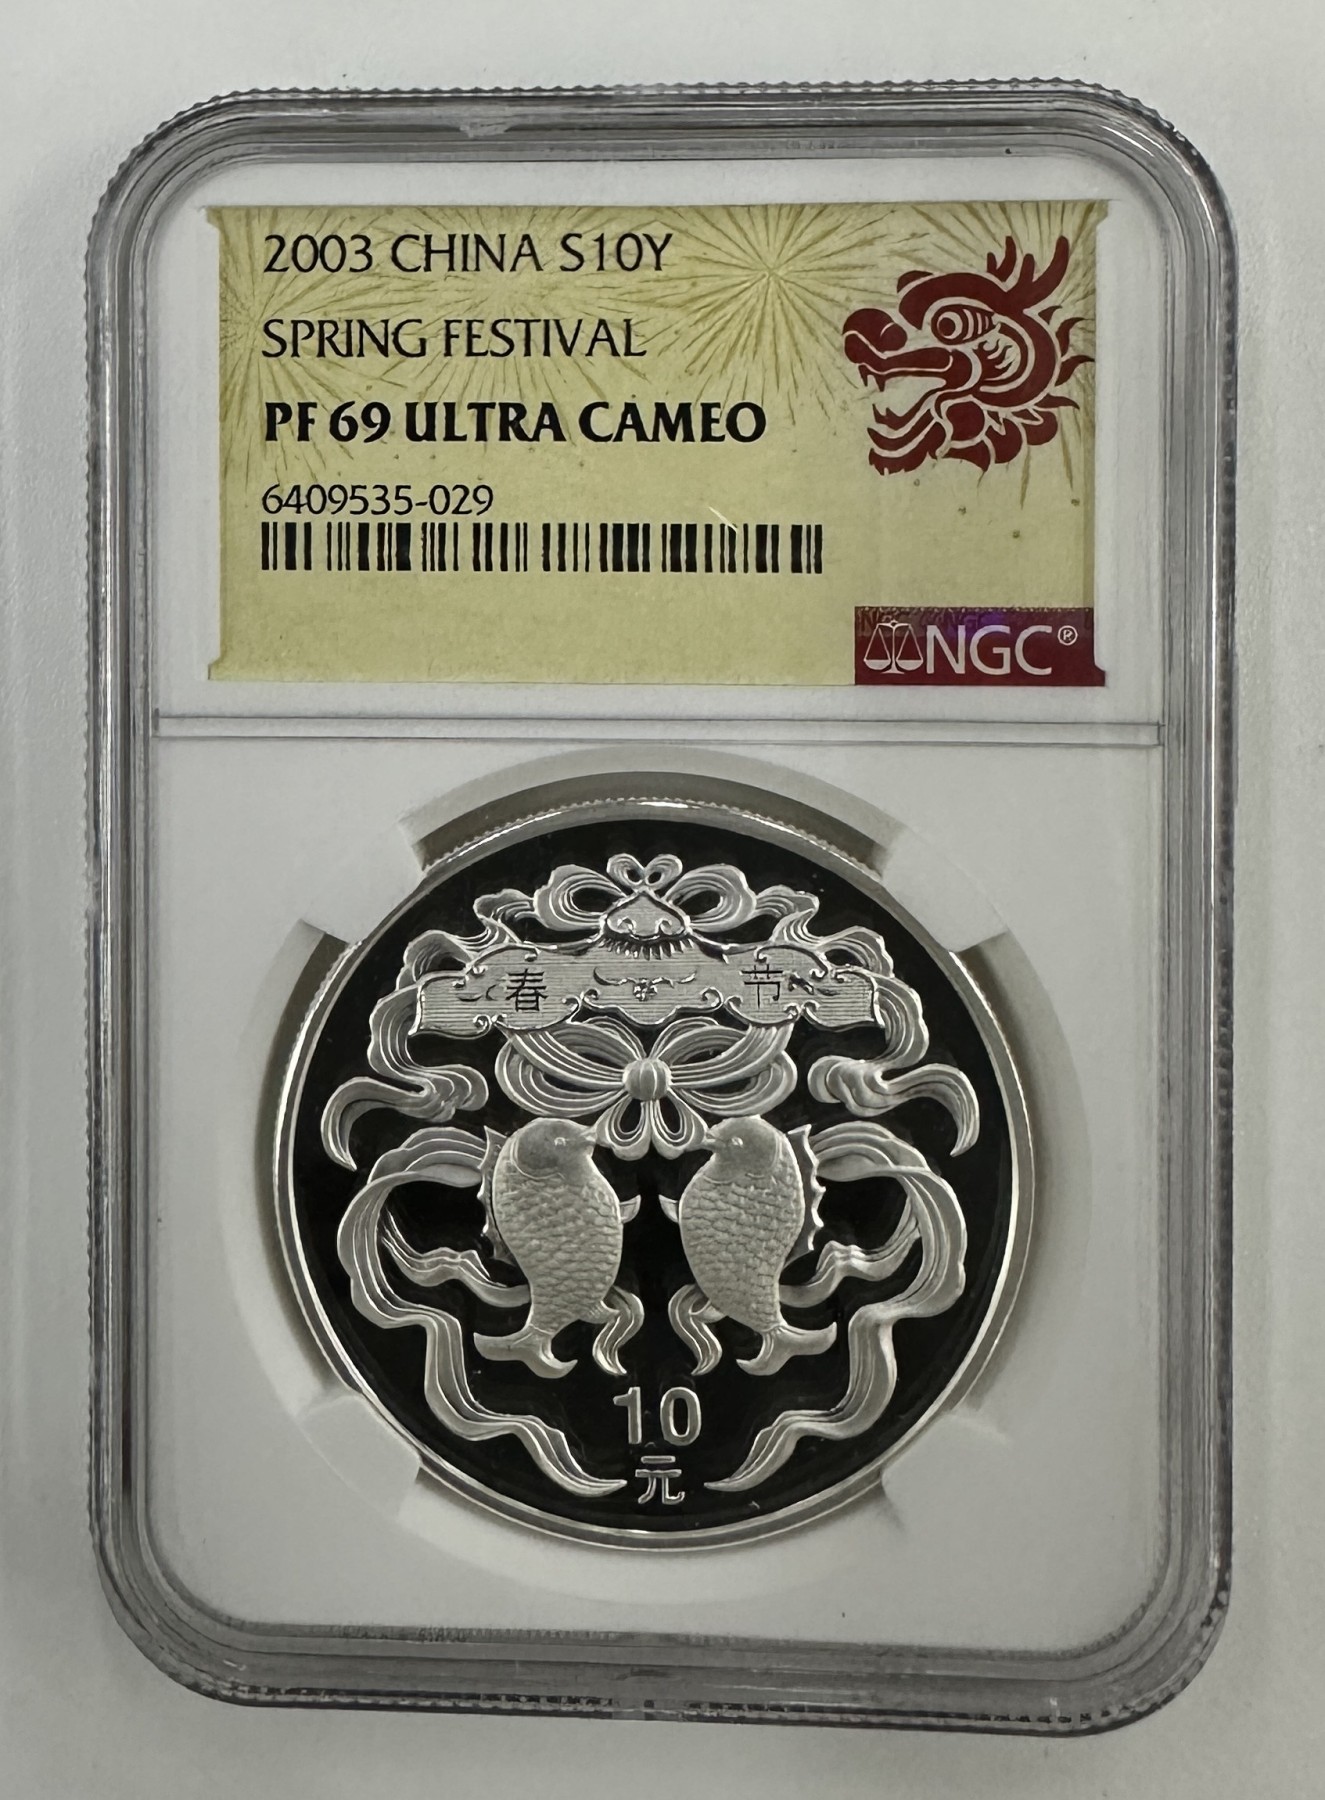 2003 CHINA S10Y
SPRING FESTIVAL
PF 69 ULTRA CAMEO
6409535-029
NGC®
春 节
10
元